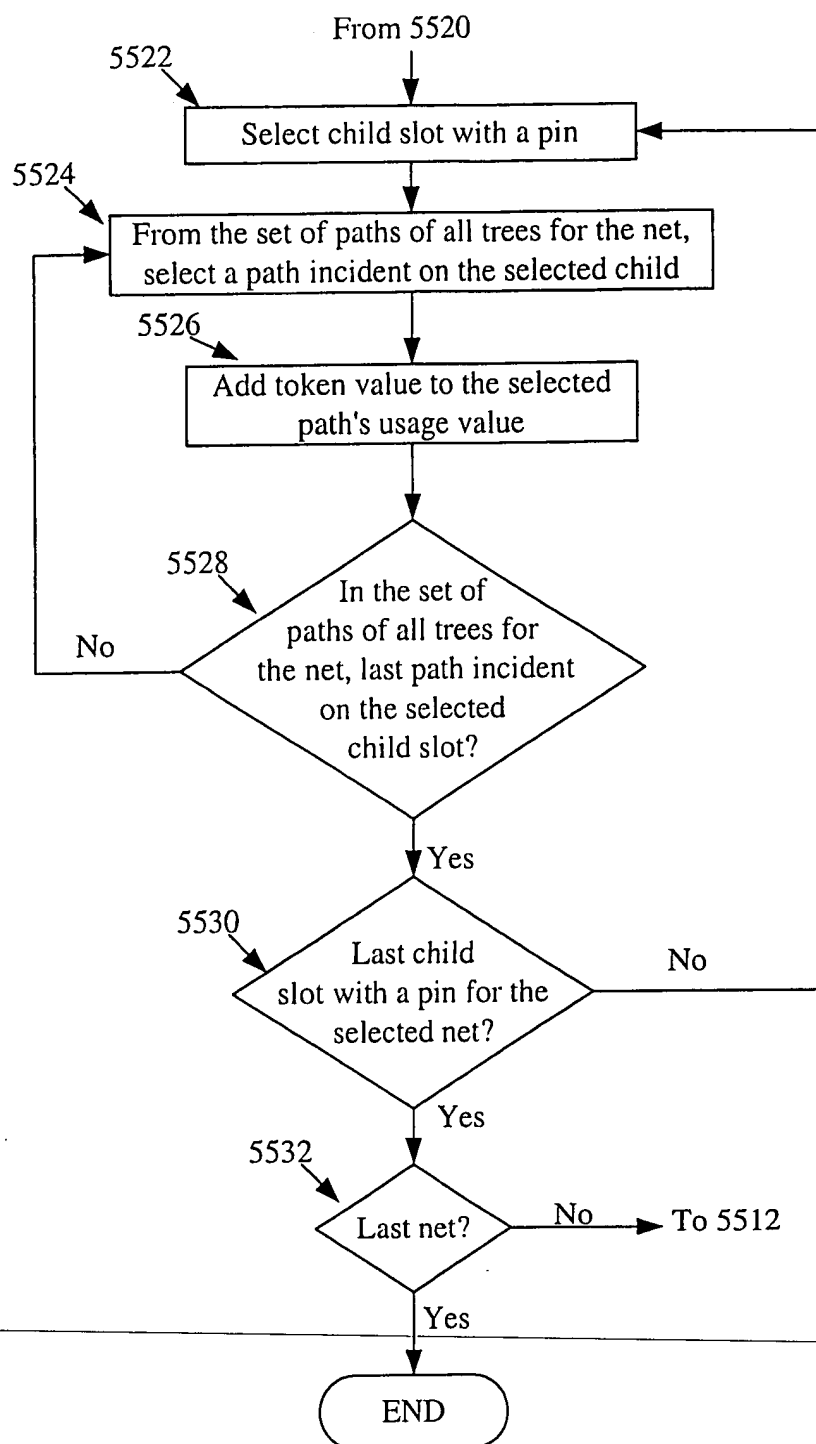 From 5520
5522
Select child slot with a pin
5524
From the set of paths of all trees for the net,
select a path incident on the selected child
5526
Add token value to the selected
path's usage value
5528
In the set of
paths of all trees for
the net, last path incident
on the selected
child slot?
No
Yes
5530
Last child
slot with a pin for the
selected net?
No
Yes
5532
Last net?
No
To 5512
Yes
END